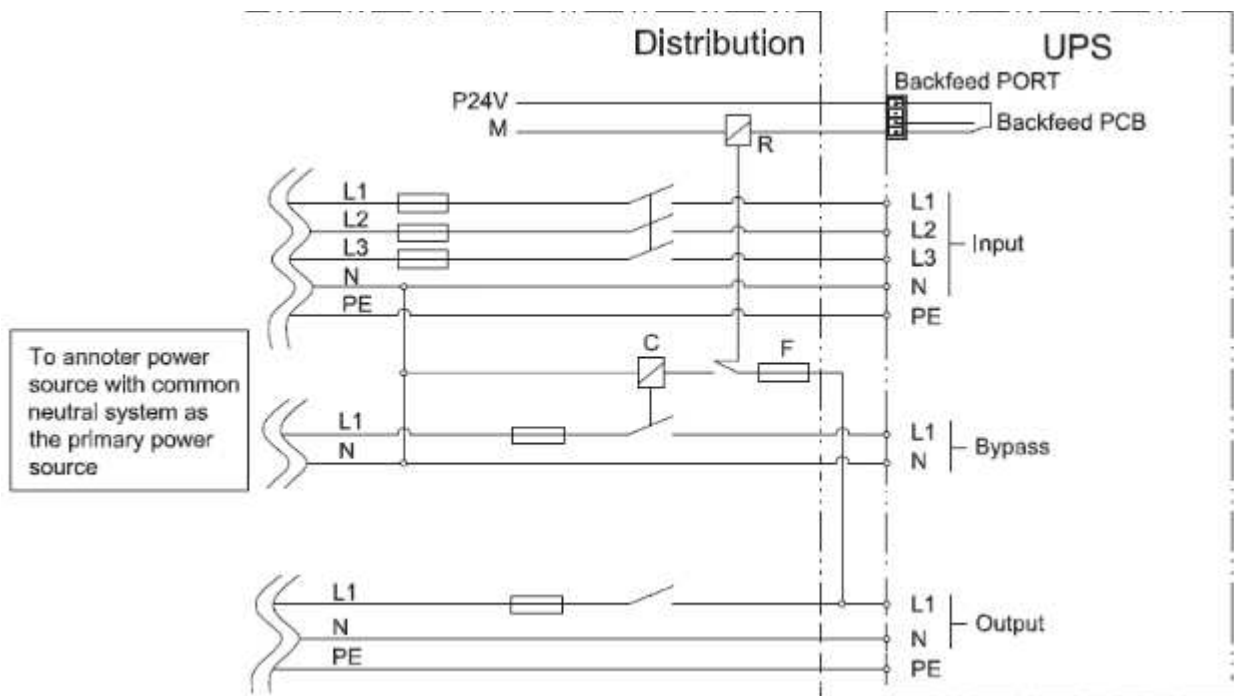 Distribution
UPS
Backfeed PORT
P24V
M
R
Backfeed PCB
L1
L2
L3
N
PE
L1
L2
L3
N
PE
Input
To annoter power
source with common
neutral system as
the primary power
source
C
F
L1
N
L1
N
Bypass
L1
N
PE
L1
N
PE
Output